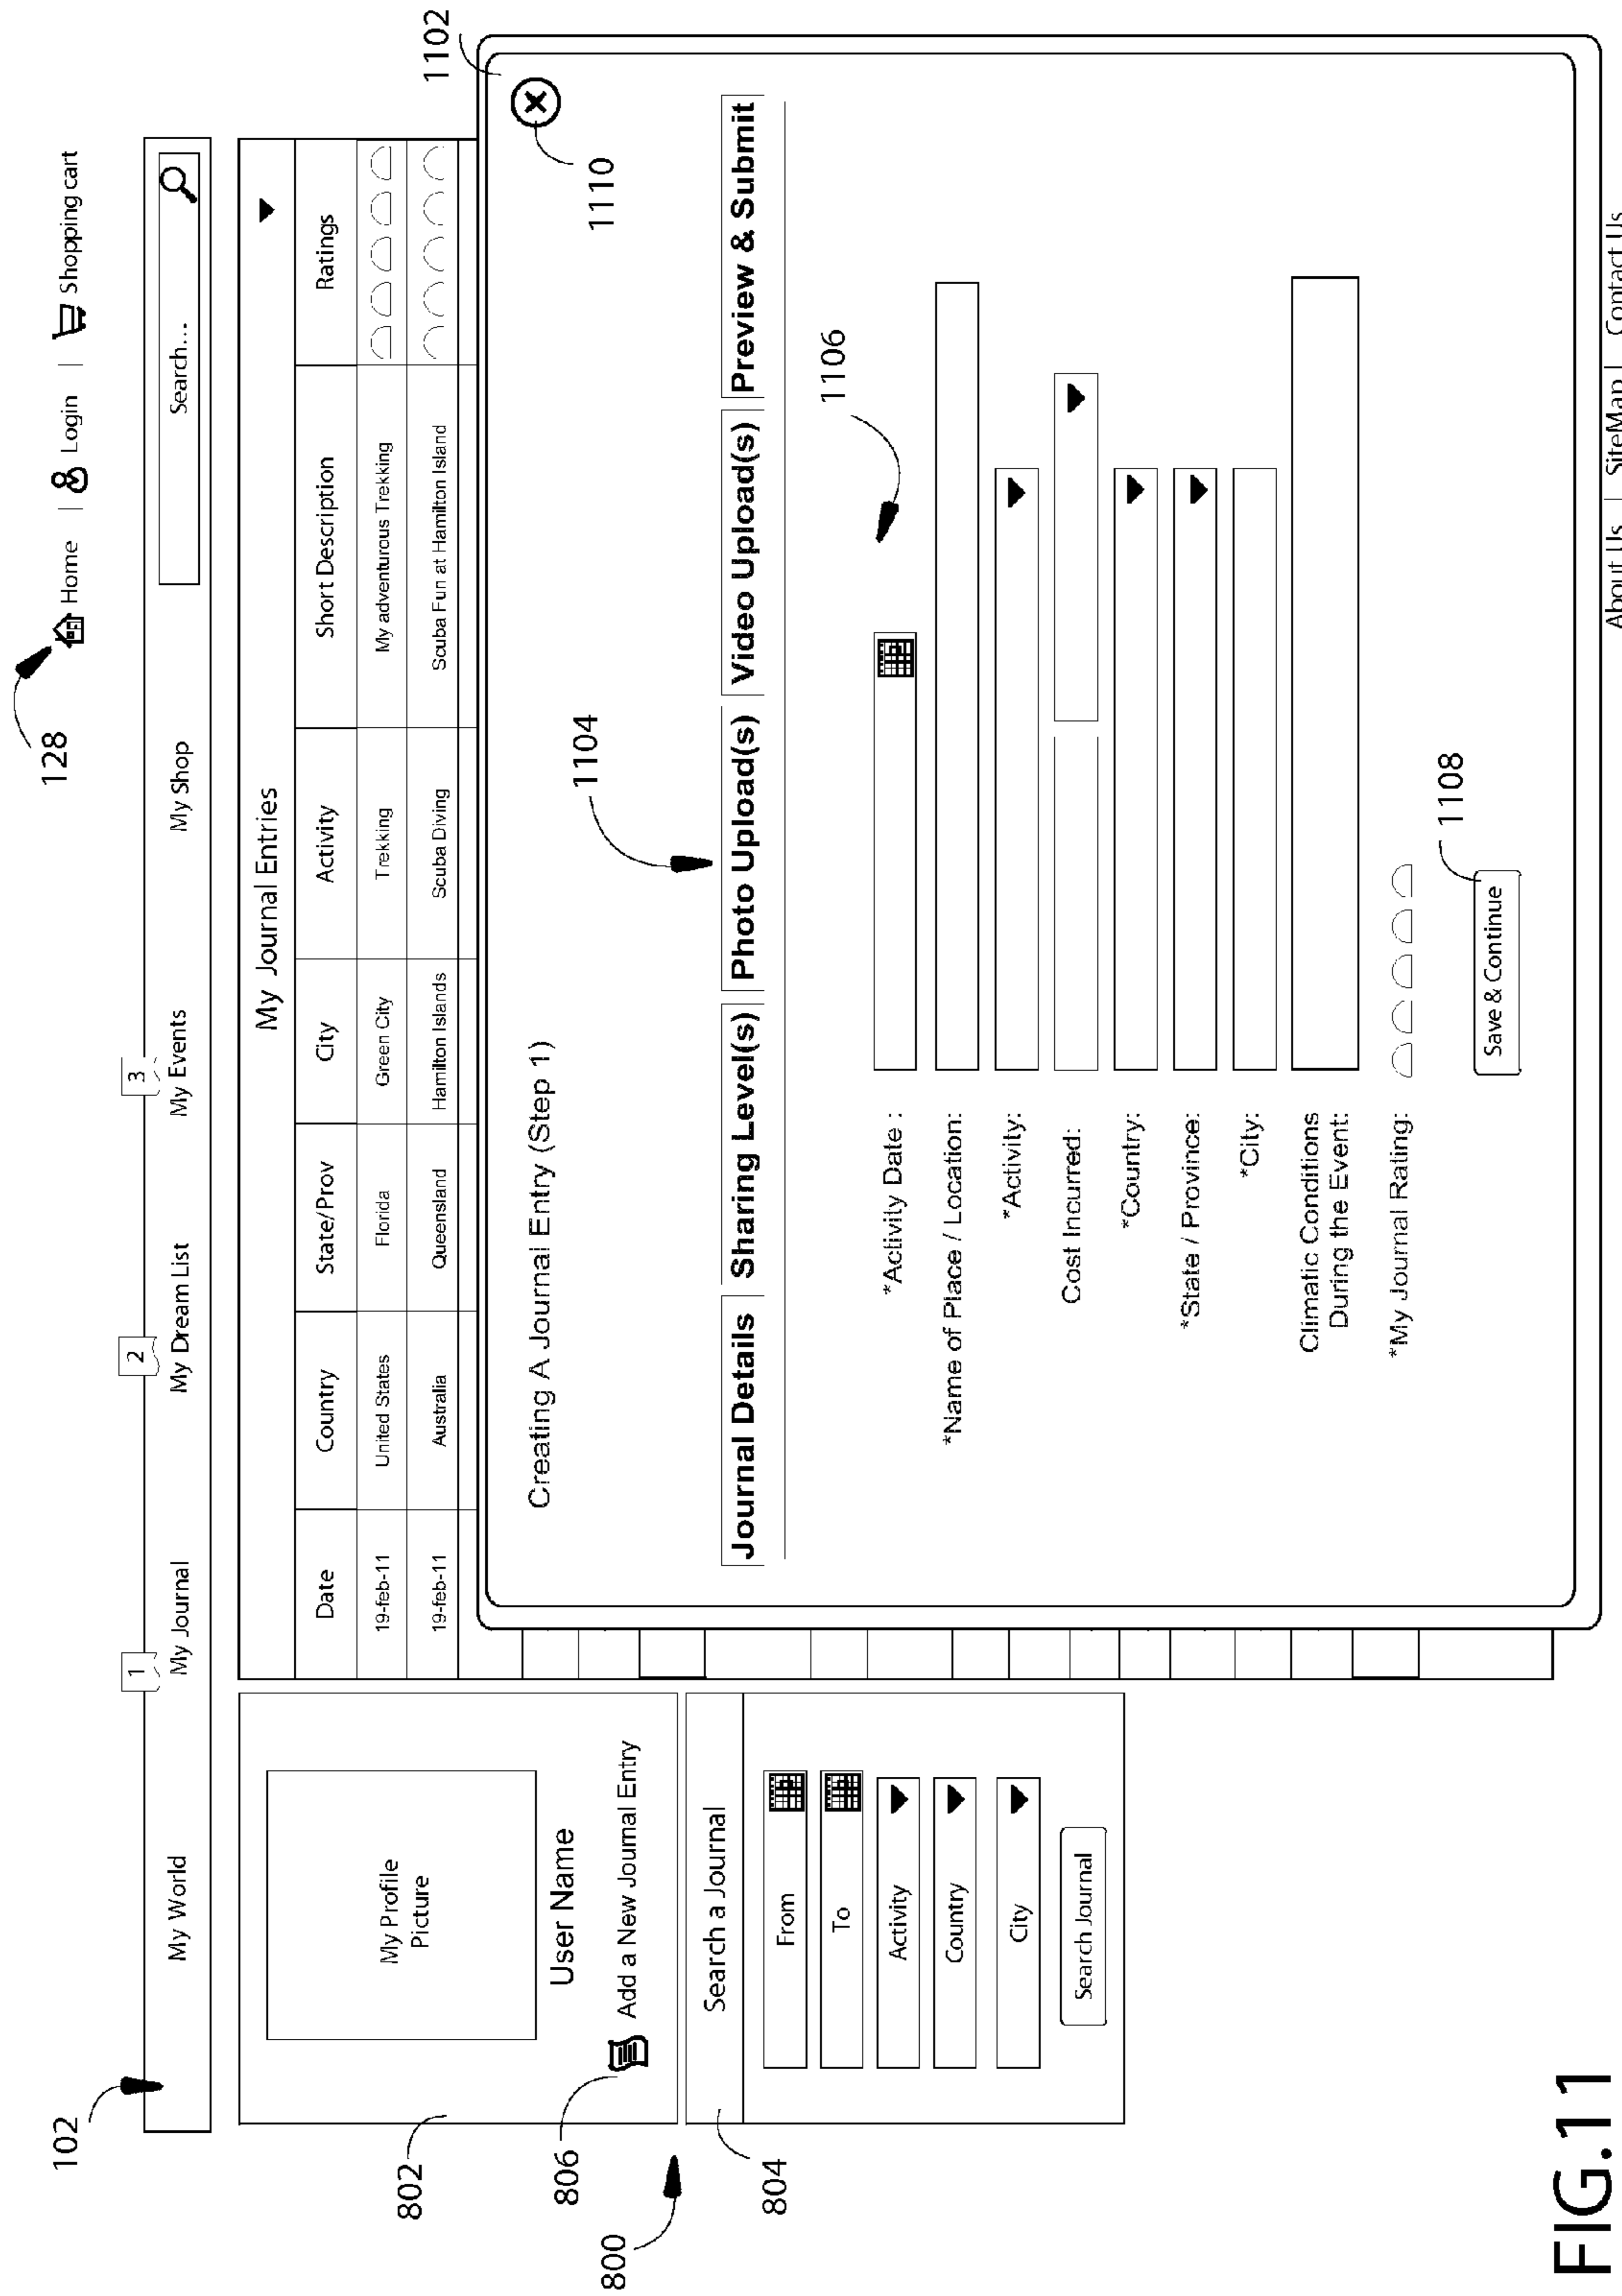 128
Home | Login | Shopping cart
102
1 2 3
My World My Journal My Dream List My Events My Shop Search...
My Journal Entries
Date Country State/Prov City Activity Short Description Ratings
19-feb-11 United States Florida Green City Trekking My adventurous Trekking
19-feb-11 Australia Queensland Hamilton Islands Scuba Diving Scuba Fun at Hamilton Island
802
My Profile
Picture
User Name
806
Add a New Journal Entry
800
804
Search a Journal
From
To
Activity
Country
City
Search Journal
1102
1110
Creating A Journal Entry (Step 1)
1104
Journal Details Sharing Level(s) Photo Upload(s) Video Upload(s) Preview & Submit
1106
*Activity Date :
*Name of Place / Location:
*Activity:
Cost Incurred:
*Country:
*State / Province:
*City:
Climatic Conditions
During the Event:
*My Journal Rating:
1108
Save & Continue
About Us | SiteMap | Contact Us
FIG.11